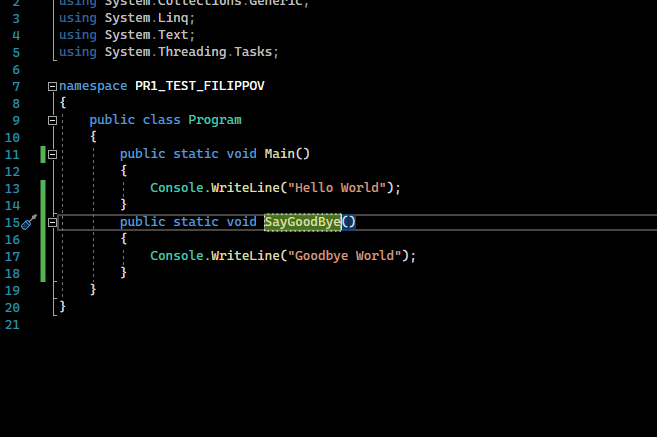 2 using System.Collections.Generic;
3 using System.Linq;
4 using System.Text;
5 using System.Threading.Tasks;
6
7 namespace PR1_TEST_FILIPPOV
8 {
9 public class Program
10 {
11 public static void Main()
12 {
13 Console.WriteLine("Hello World");
14 }
15 public static void SayGoodBye()
16 {
17 Console.WriteLine("Goodbye World");
18 }
19 }
20 }
21